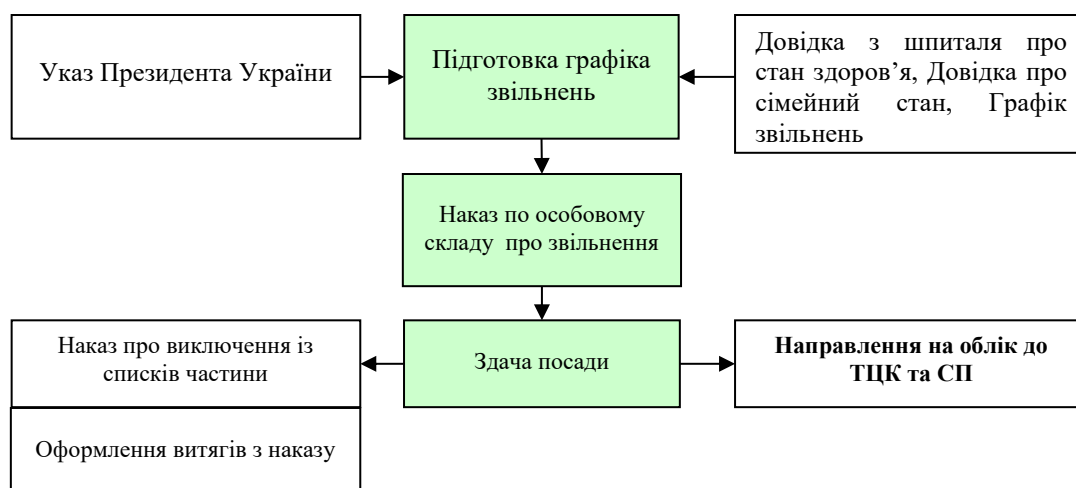 Указ Президента України
Підготовка графіка
звільнень
Довідка з шпиталя про
стан здоров’я, Довідка про
сімейний стан, Графік
звільнень
Наказ по особовому
складу про звільнення
Наказ про виключення із
списків частини
Здача посади
Направлення на облік до
ТЦК та СП
Оформлення витягів з наказу